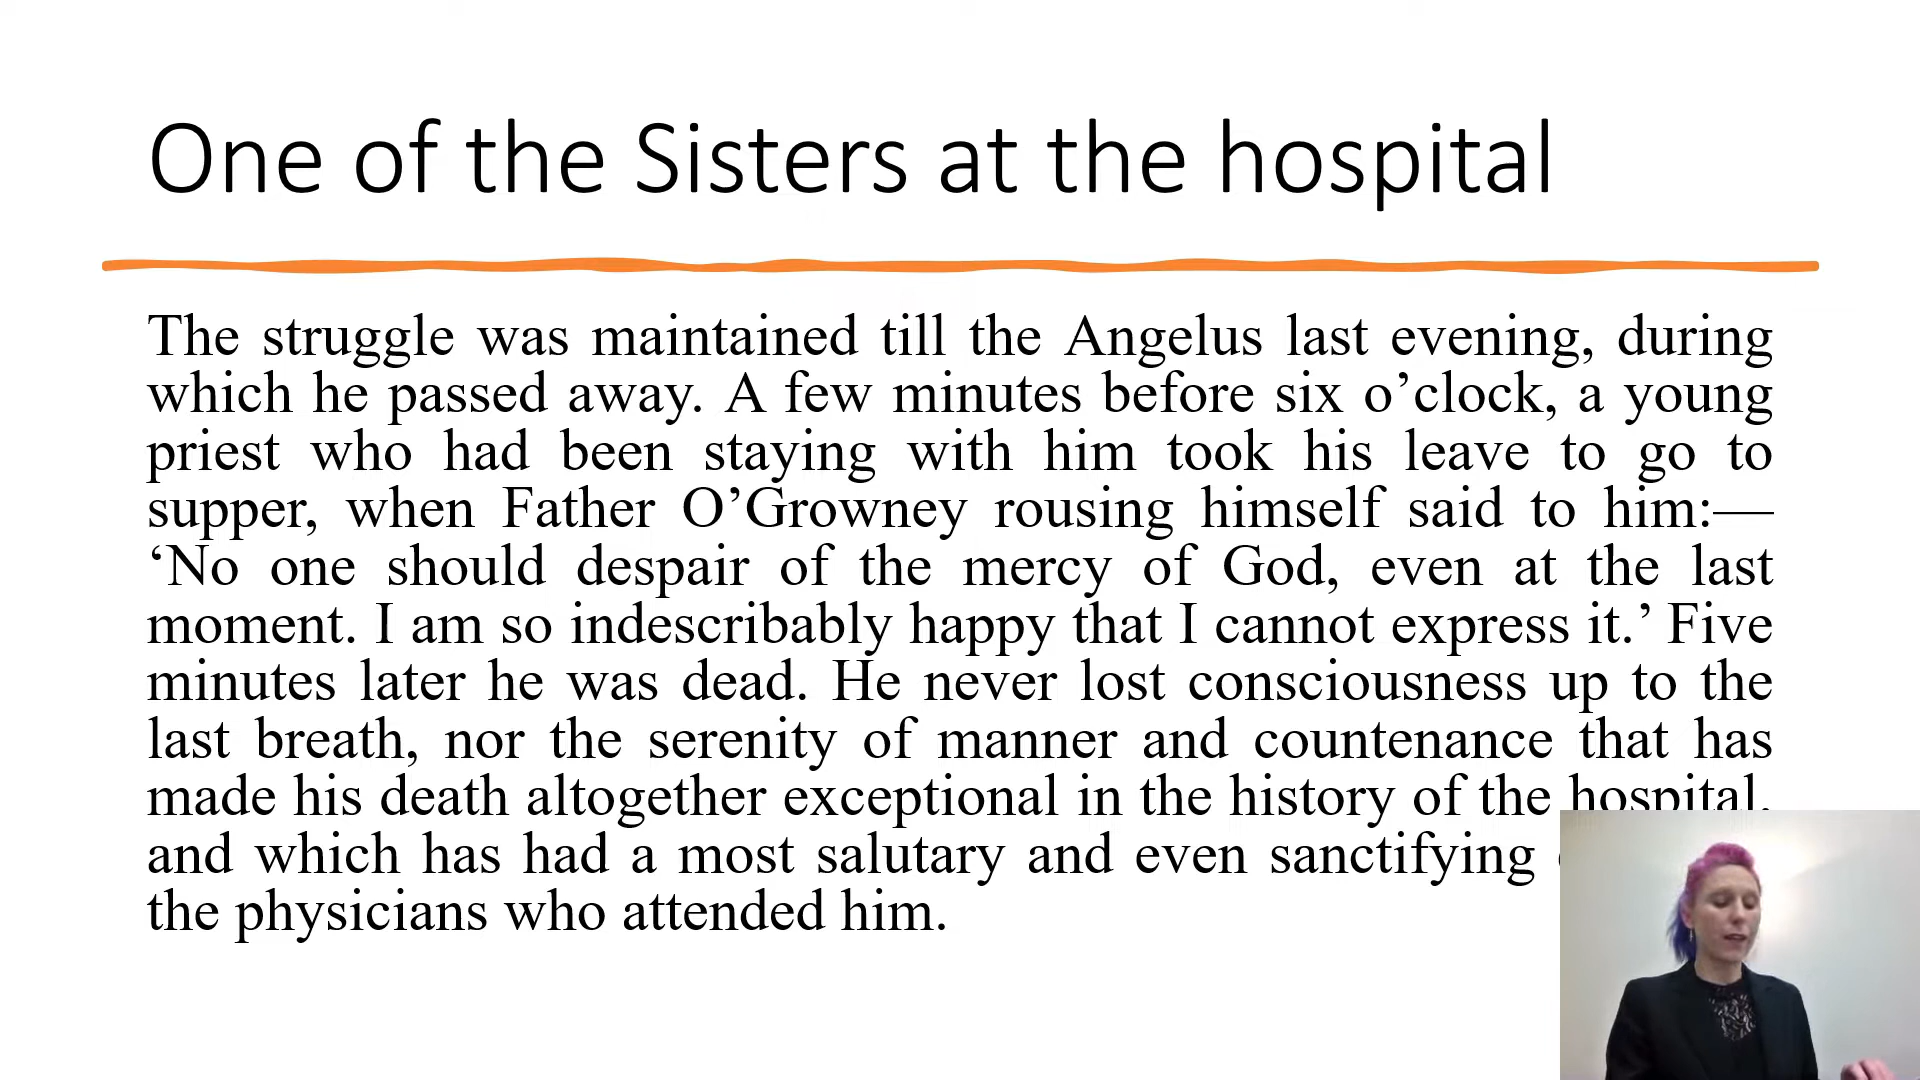 One of the Sisters at the hospital
The struggle was maintained till the Angelus last evening, during
which he passed away. A few minutes before six o’clock, a young
priest who had been staying with him took his leave to go to
supper, when Father O’Growney rousing himself said to him:—
‘No one should despair of the mercy of God, even at the last
moment. I am so indescribably happy that I cannot express it.’ Five
minutes later he was dead. He never lost consciousness up to the
last breath, nor the serenity of manner and countenance that has
made his death altogether exceptional in the history of the hospital,
and which has had a most salutary and even sanctifying
the physicians who attended him.